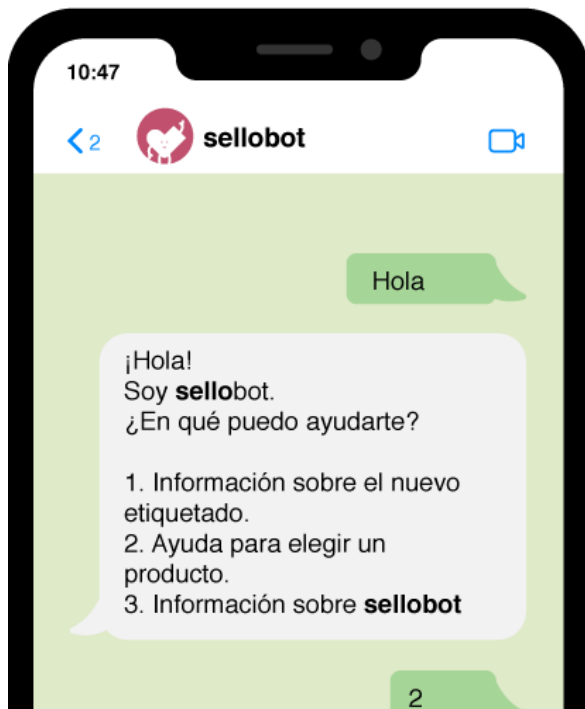 10:47
2
sellobot
Hola
¡Hola!
Soy sellobot.
¿En qué puedo ayudarte?
1. Información sobre el nuevo
etiquetado.
2. Ayuda para elegir un
producto.
3. Información sobre sellobot
2